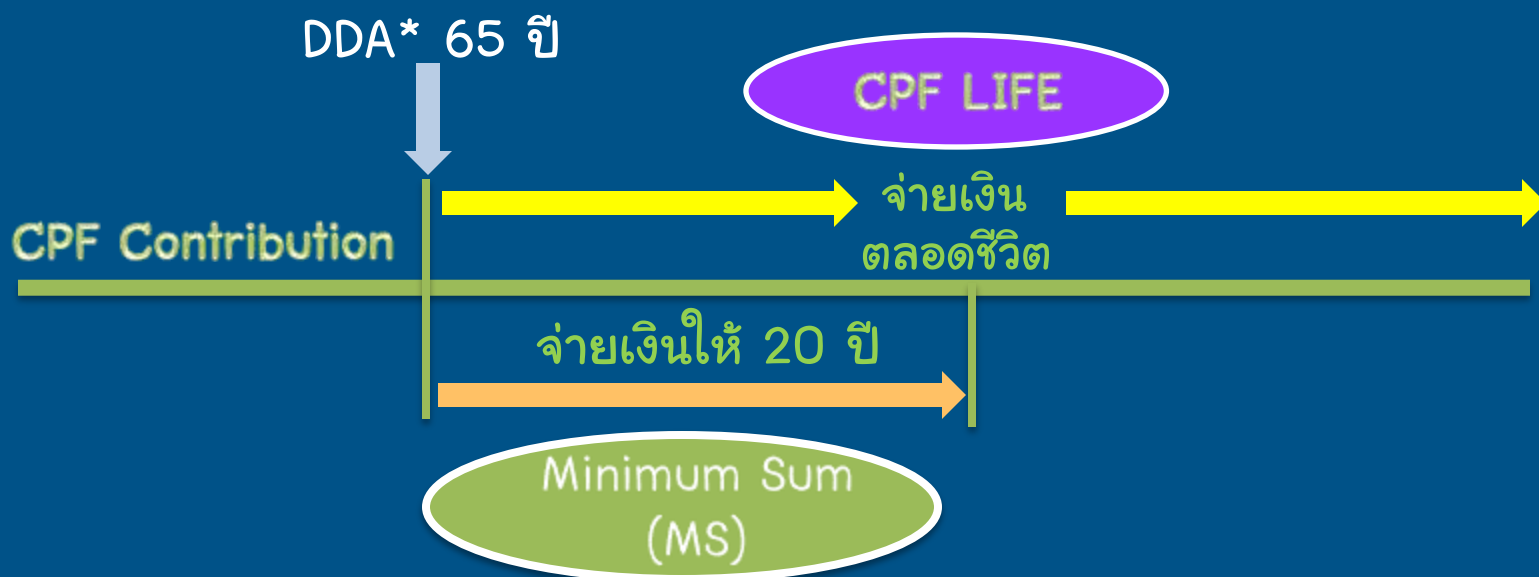 DDA* 65 ปี
CPF LIFE
จ่ายเงิน
ตลอดชีวิต
CPF Contribution
จ่ายเงินให้ 20 ปี
Minimum Sum
(MS)